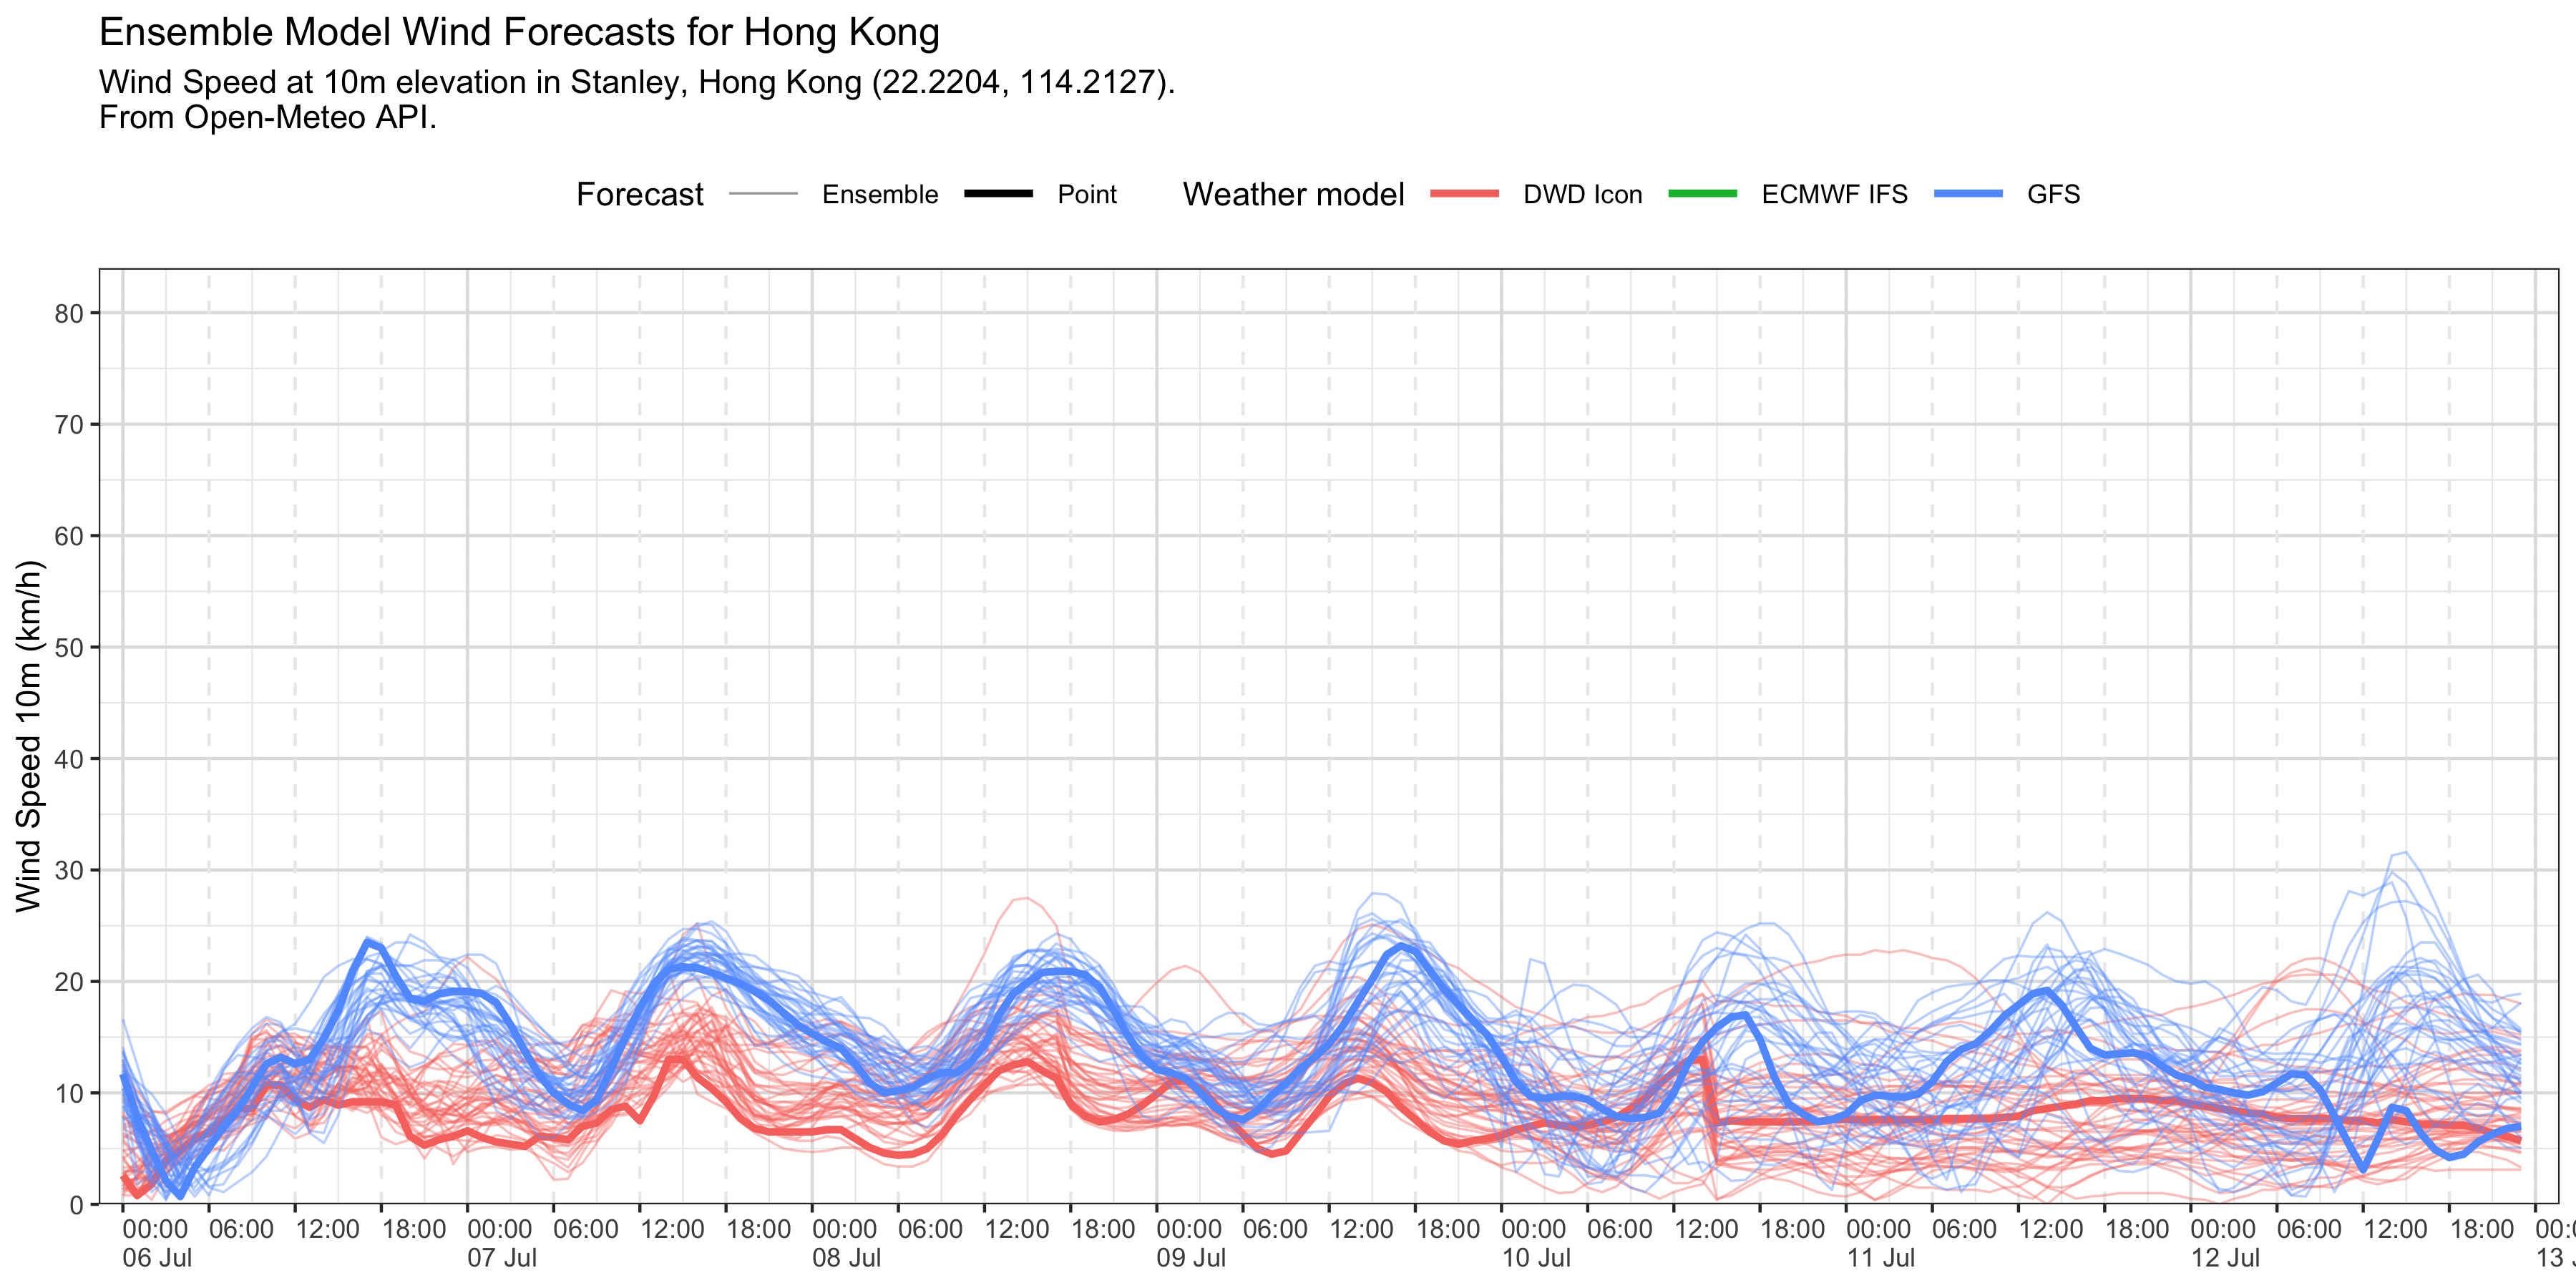 Ensemble Model Wind Forecasts for Hong Kong
Wind Speed at 10m elevation in Stanley, Hong Kong (22.2204, 114.2127).
From Open-Meteo API.
Forecast Ensemble Point Weather model DWD Icon ECMWF IFS GFS
Wind Speed 10m (km/h)
80
70
60
50
40
30
20
10
0
00:00 06:00 12:00 18:00 00:00 06:00 12:00 18:00 00:00 06:00 12:00 18:00 00:00 06:00 12:00 18:00 00:00 06:00 12:00 18:00 00:00 06:00 12:00 18:00 00:00 06:00 12:00 18:00
06 Jul 07 Jul 08 Jul 09 Jul 10 Jul 11 Jul 12 Jul 13